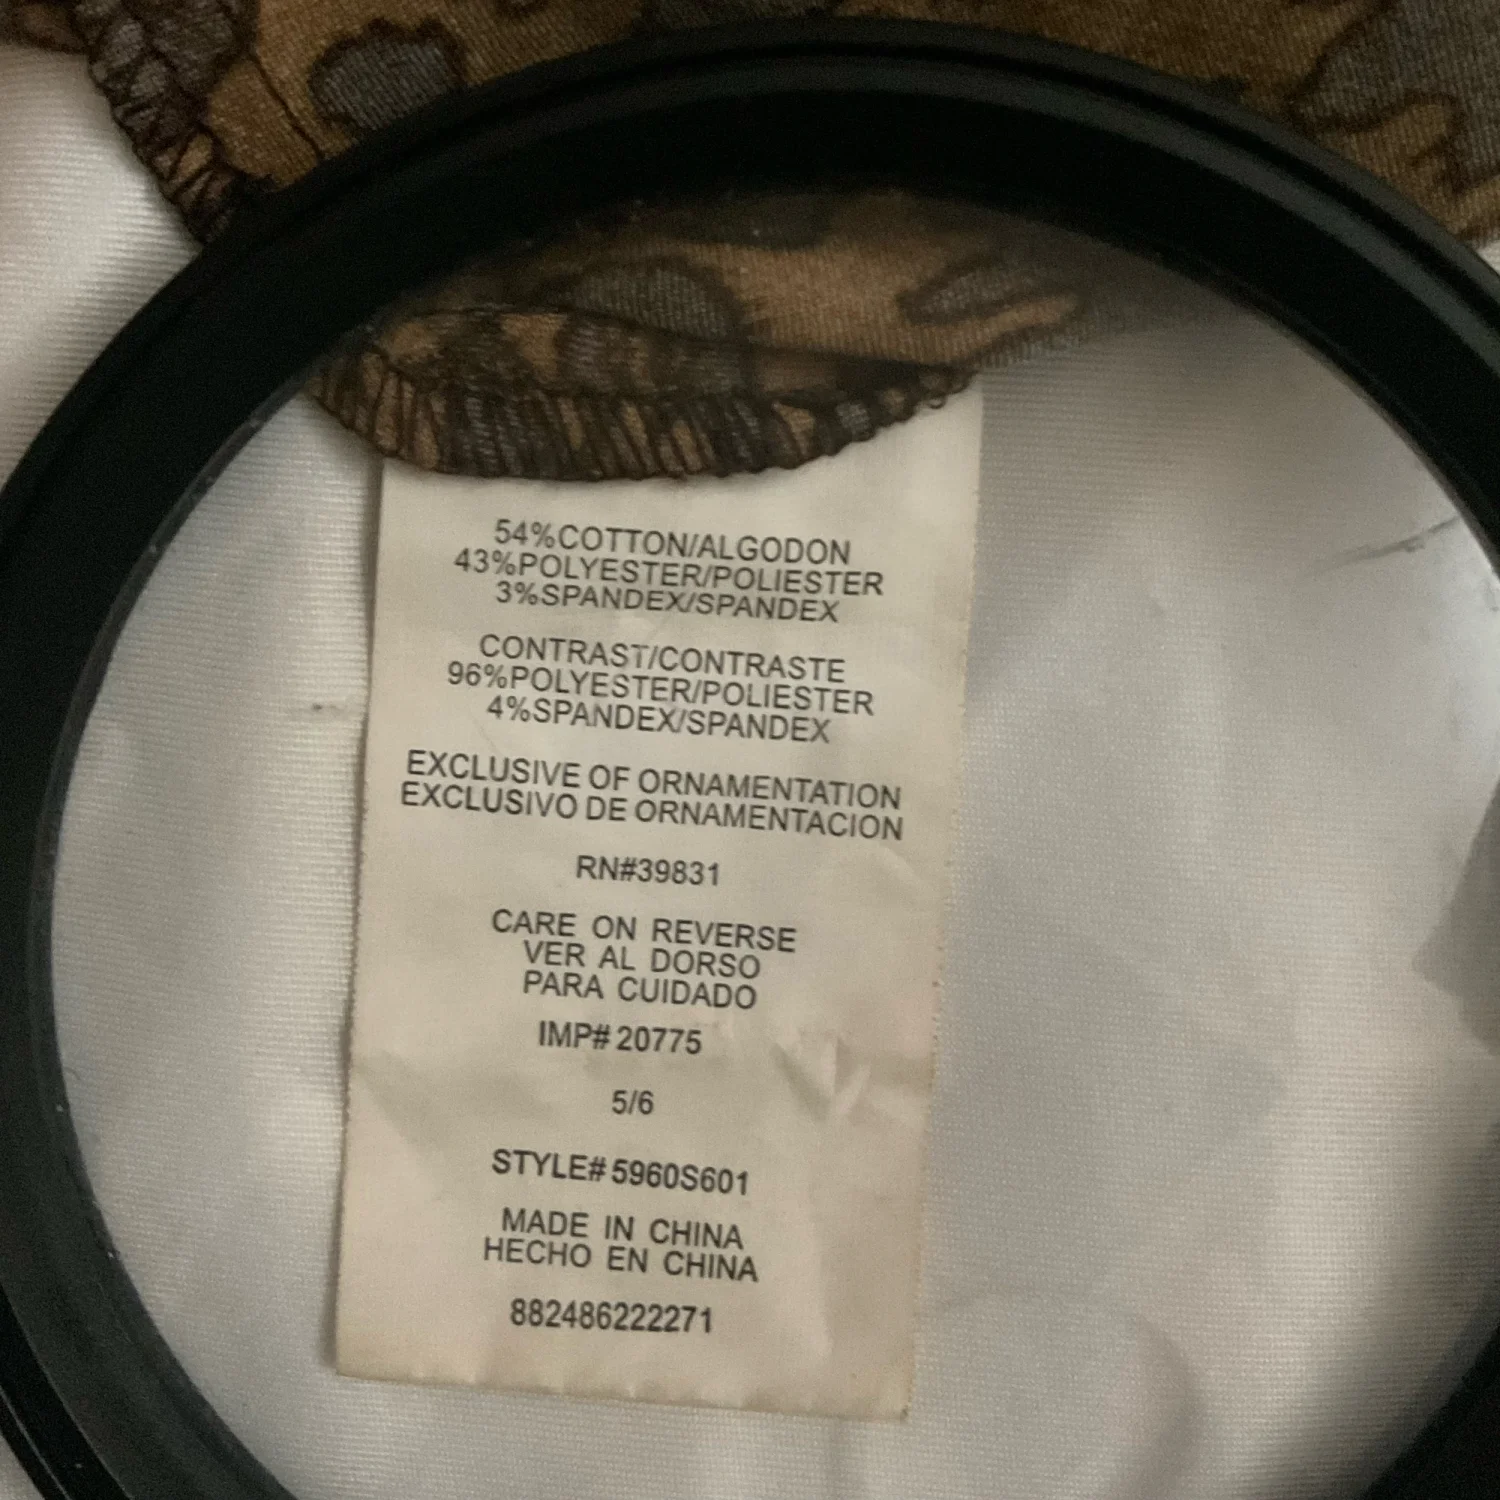 54%COTTON/ALGODON
43%POLYESTER/POLIESTER
3%SPANDEX/SPANDEX
CONTRAST/CONTRASTE
96%POLYESTER/POLIESTER
4%SPANDEX/SPANDEX
EXCLUSIVE OF ORNAMENTATION
EXCLUSIVO DE ORNAMENTACION
RN#39831
CARE ON REVERSE
VER AL DORSO
PARA CUIDADO
IMP# 20775
5/6
STYLE# 5960S601
MADE IN CHINA
HECHO EN CHINA
882486222271